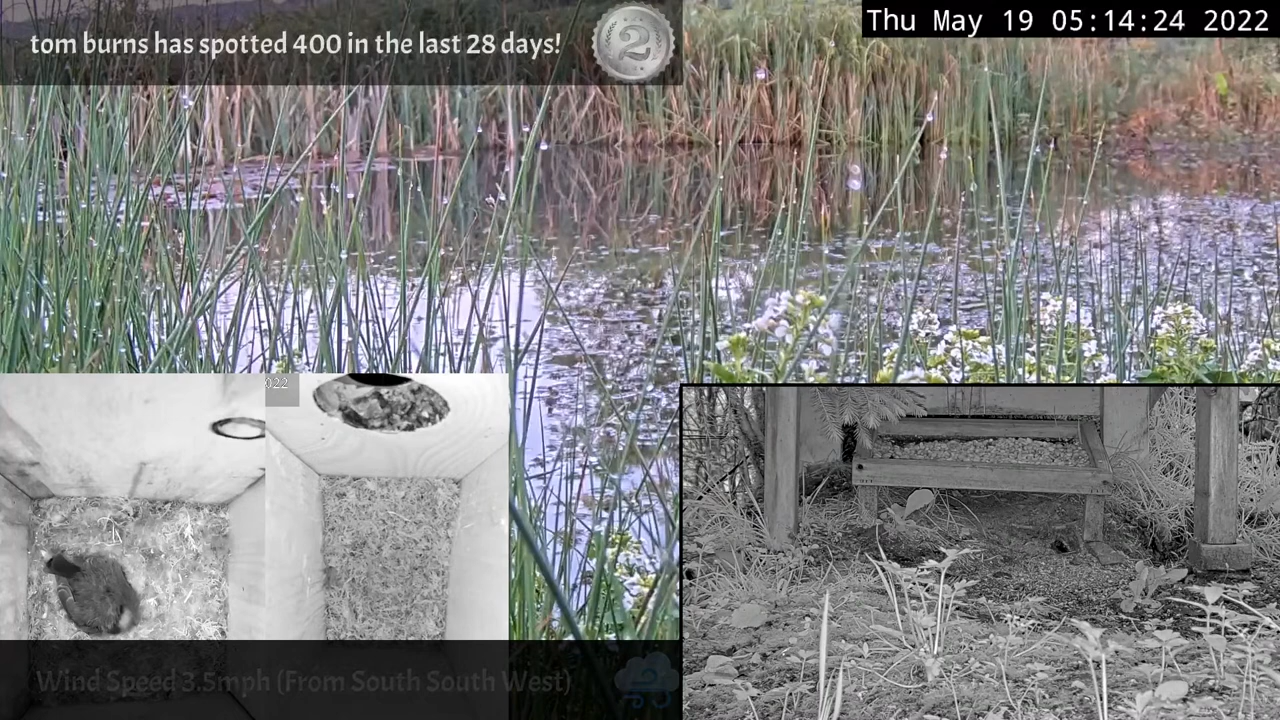 tom burns has spotted 400 in the last 28 days!
2
Thu May 19 05:14:24 2022
022
Wind Speed 3.5mph (From South South West)